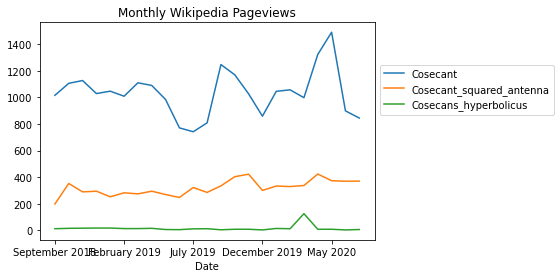 Monthly Wikipedia Pageviews
1400
1200
1000
800
600
400
200
0
September 2018 February 2019 July 2019 December 2019 May 2020
Date
Cosecant
Cosecant_squared_antenna
Cosecans_hyperbolicus